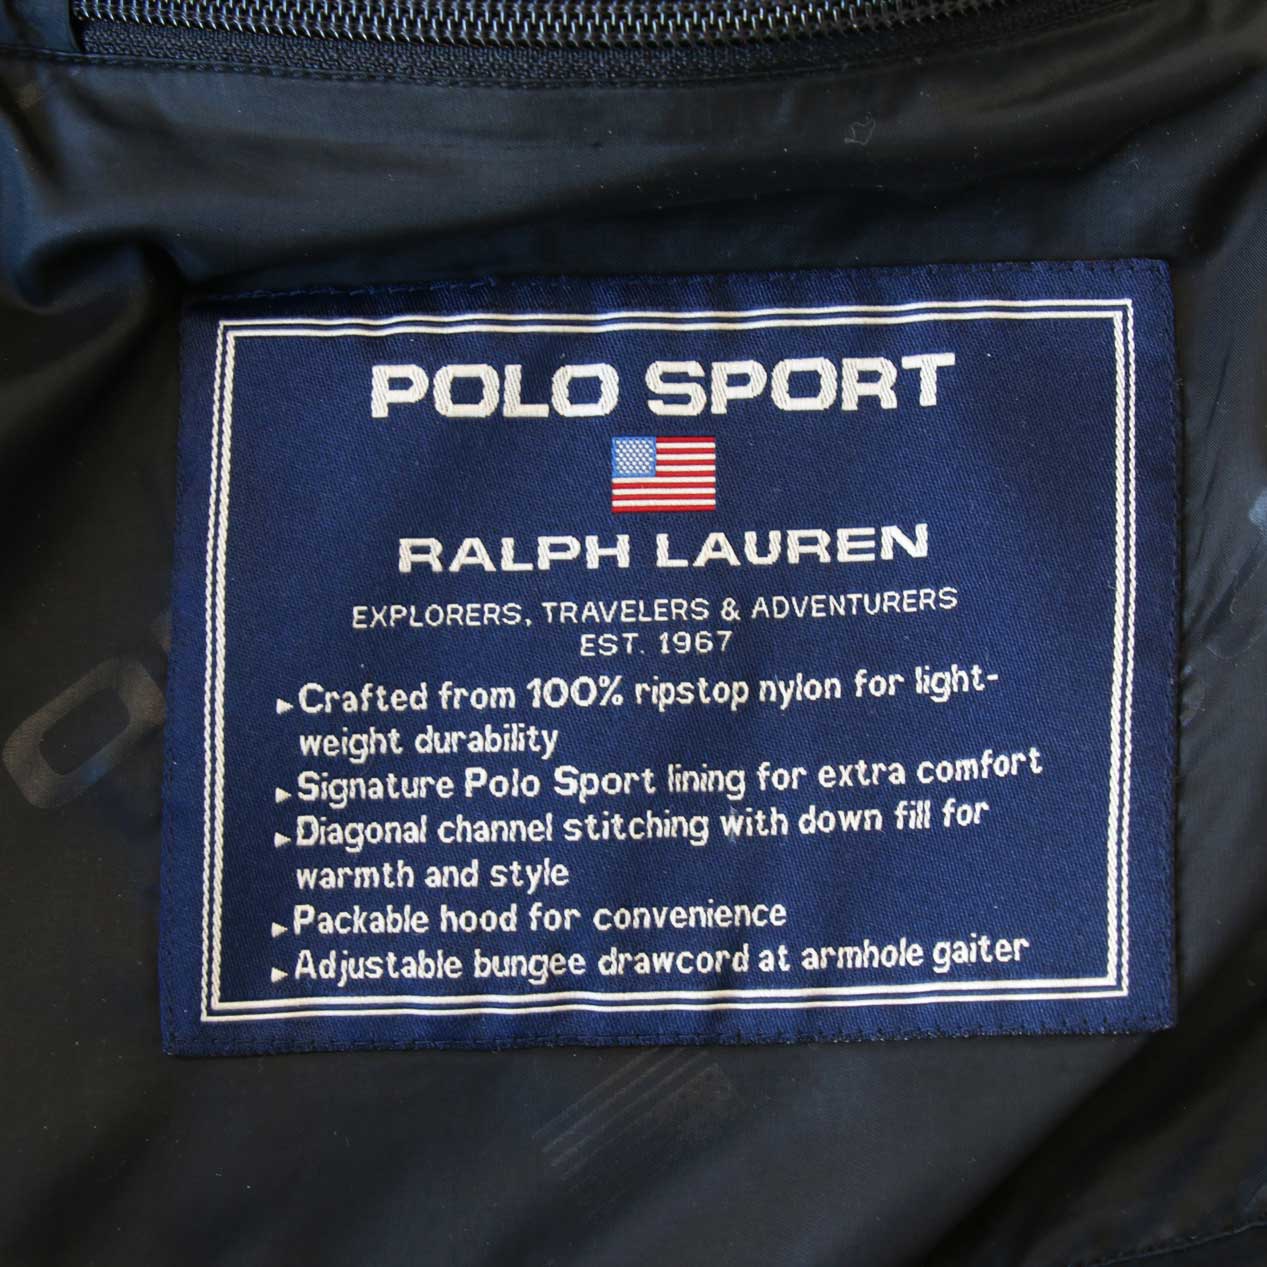 POLO SPORT
RALPH LAUREN
EXPLORERS, TRAVELERS & ADVENTURERS
EST. 1967
▸Crafted from 100% ripstop nylon for light-
weight durability
▸Signature Polo Sport lining for extra comfort
▸Diagonal channel stitching with down fill for
warmth and style
▸Packable hood for convenience
▸Adjustable bungee drawcord at armhole gaiter